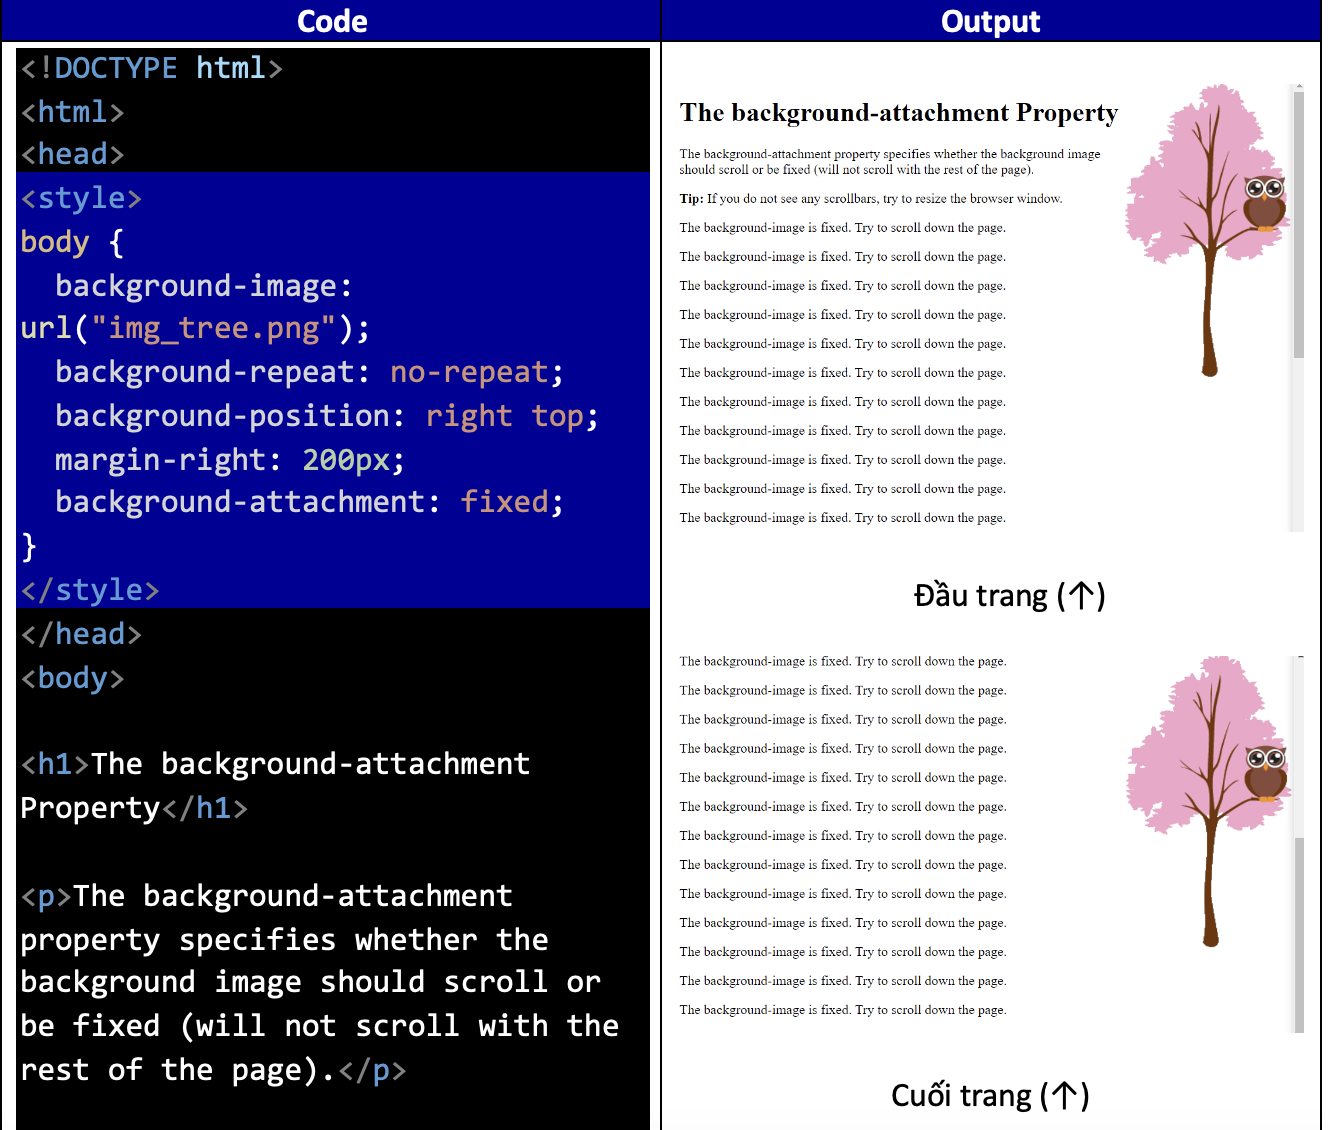 Code
<!DOCTYPE html>
<html>
<head>
<style>
body {
  background-image:
url("img_tree.png");
  background-repeat: no-repeat;
  background-position: right top;
  margin-right: 200px;
  background-attachment: fixed;
}
</style>
</head>
<body>
<h1>The background-attachment
Property</h1>
<p>The background-attachment
property specifies whether the
background image should scroll or
be fixed (will not scroll with the
rest of the page).</p>
Output
The background-attachment Property
The background-attachment property specifies whether the background image
should scroll or be fixed (will not scroll with the rest of the page).
Tip: If you do not see any scrollbars, try to resize the browser window.
The background-image is fixed. Try to scroll down the page.
The background-image is fixed. Try to scroll down the page.
The background-image is fixed. Try to scroll down the page.
The background-image is fixed. Try to scroll down the page.
The background-image is fixed. Try to scroll down the page.
The background-image is fixed. Try to scroll down the page.
The background-image is fixed. Try to scroll down the page.
The background-image is fixed. Try to scroll down the page.
The background-image is fixed. Try to scroll down the page.
The background-image is fixed. Try to scroll down the page.
The background-image is fixed. Try to scroll down the page.
Đầu trang (↑)
The background-image is fixed. Try to scroll down the page.
The background-image is fixed. Try to scroll down the page.
The background-image is fixed. Try to scroll down the page.
The background-image is fixed. Try to scroll down the page.
The background-image is fixed. Try to scroll down the page.
The background-image is fixed. Try to scroll down the page.
The background-image is fixed. Try to scroll down the page.
The background-image is fixed. Try to scroll down the page.
The background-image is fixed. Try to scroll down the page.
The background-image is fixed. Try to scroll down the page.
The background-image is fixed. Try to scroll down the page.
The background-image is fixed. Try to scroll down the page.
The background-image is fixed. Try to scroll down the page.
Cuối trang (↑)